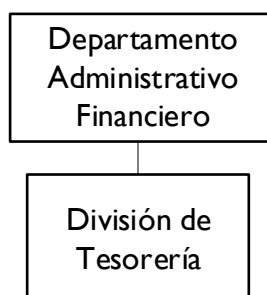 Departamento
Administrativo
Financiero
División de
Tesorería